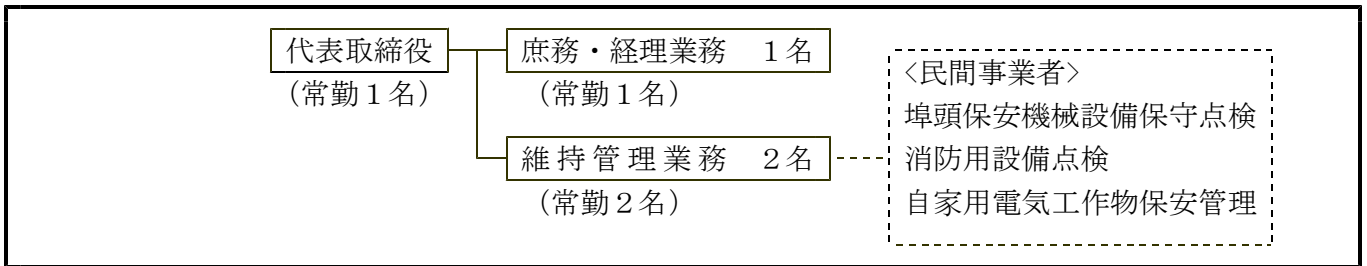 代表取締役
(常勤1名)
庶務・経理業務　1名
(常勤1名)
維持管理業務　2名
(常勤2名)
<民間事業者>
埠頭保安機械設備保守点検
消防用設備点検
自家用電気工作物保安管理